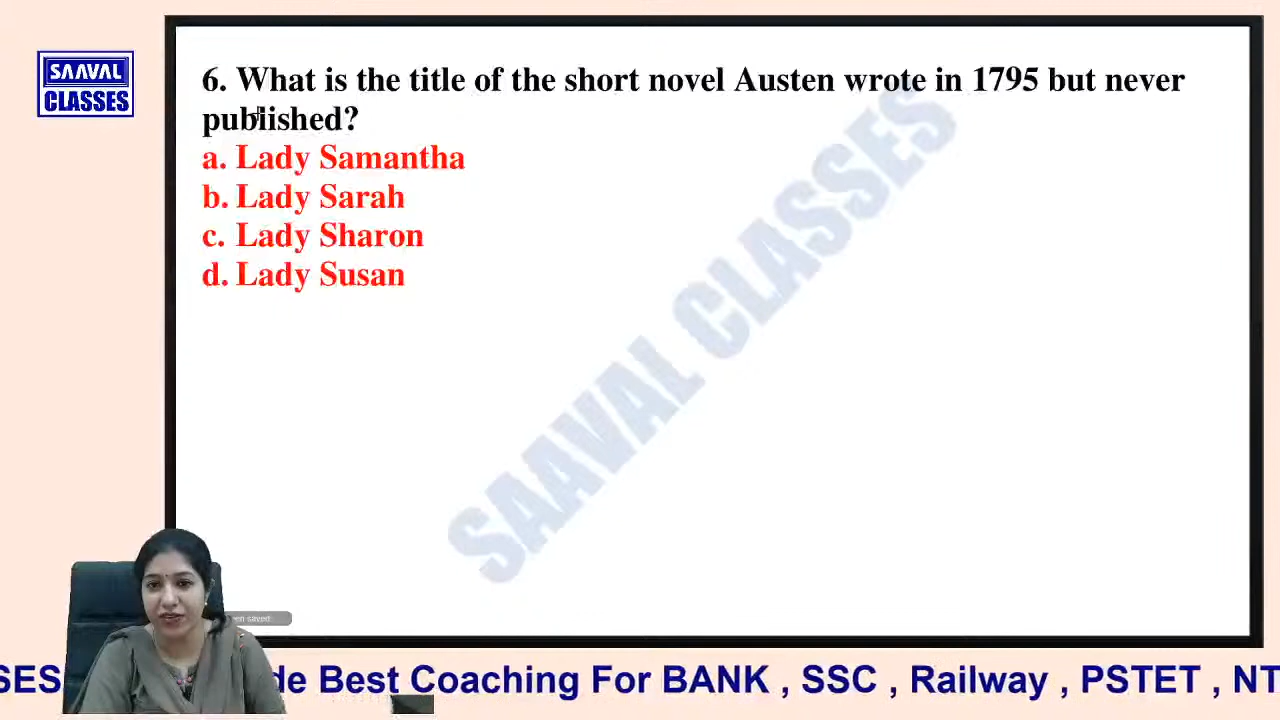 SAAVAL
CLASSES
6. What is the title of the short novel Austen wrote in 1795 but never
published?
a. Lady Samantha
b. Lady Sarah
c. Lady Sharon
d. Lady Susan
SAAVAL CLASSES
saved
SES
de Best Coaching For BANK , SSC , Railway , PSTET , NT